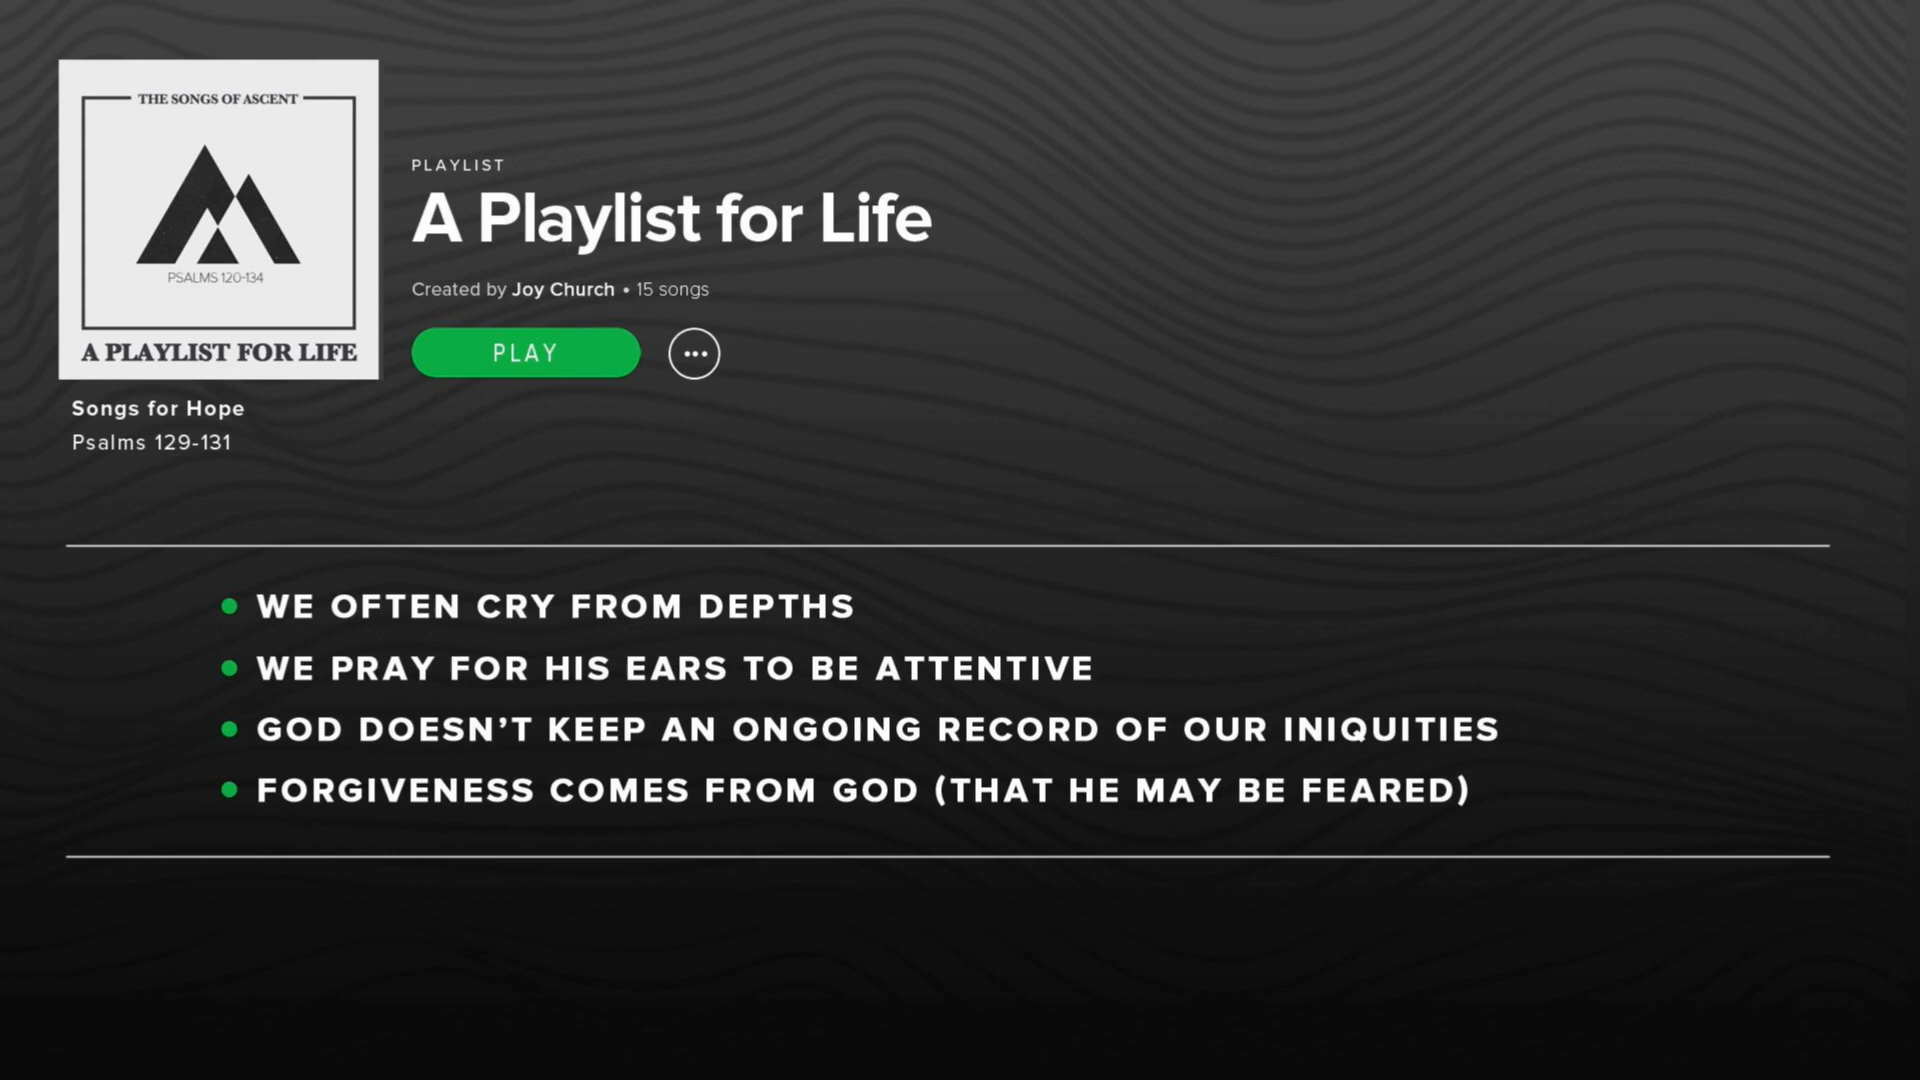 THE SONGS OF ASCENT
PSALMS 120-134
A PLAYLIST FOR LIFE
PLAYLIST
A Playlist for Life
Created by Joy Church • 15 songs
PLAY
Songs for Hope
Psalms 129-131
• WE OFTEN CRY FROM DEPTHS
• WE PRAY FOR HIS EARS TO BE ATTENTIVE
• GOD DOESN’T KEEP AN ONGOING RECORD OF OUR INIQUITIES
• FORGIVENESS COMES FROM GOD (THAT HE MAY BE FEARED)